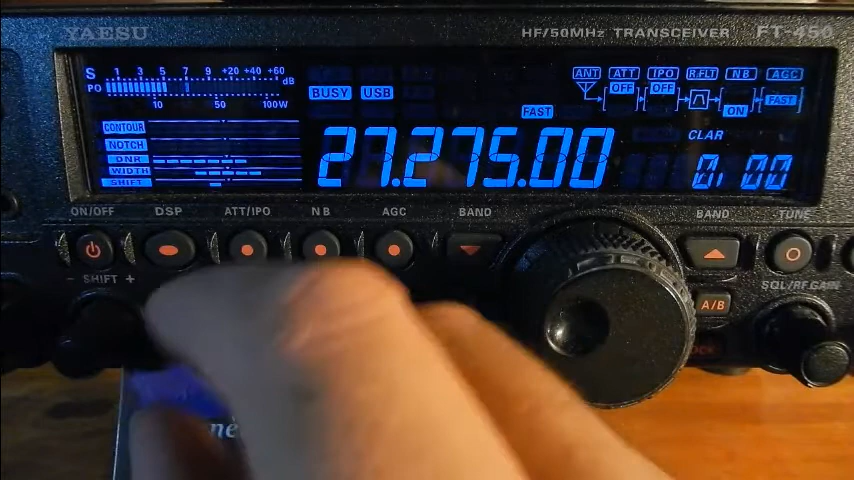 YAESU HF/50MHz TRANSCEIVER FT-450
S 1 3 5 7 9 +20 +40 +60 dB
PO
10 50 100W
BUSY USB
ANT ATT IPO R.FLT NB AGC
OFF OFF ON FAST
FAST
CONTOUR
NOTCH
DNR
WIDTH
SHIFT
27.275.00
CLAR
0.00
ON/OFF DSP ATT/IPO NB AGC BAND BAND TUNE
- SHIFT +
SQL/RF GAIN
A/B
ne